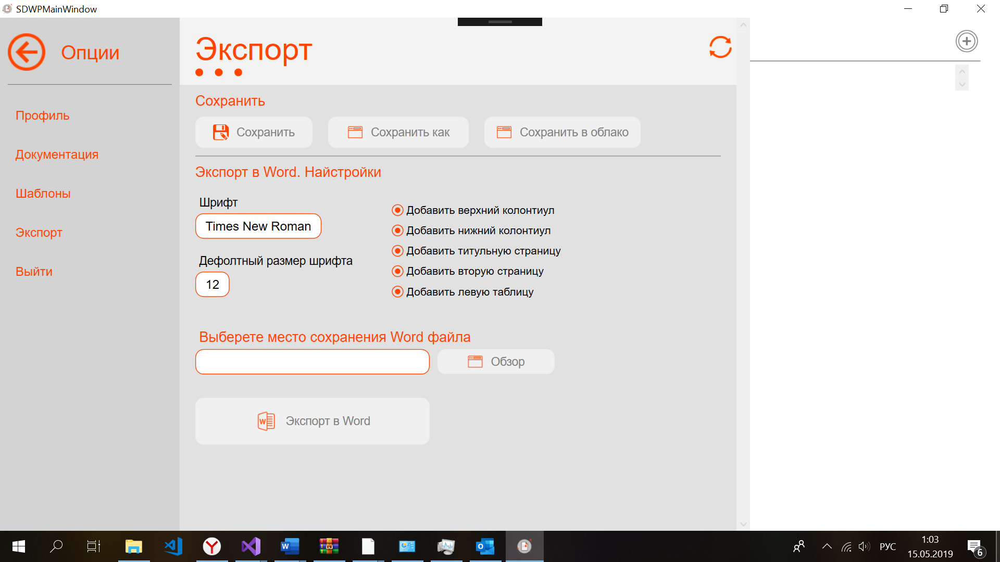 SDWPMainWindow
Опции
Профиль
Документация
Шаблоны
Экспорт
Выйти
Экспорт
Сохранить
Сохранить
Сохранить как
Сохранить в облако
Экспорт в Word. Найстройки
Шрифт
Times New Roman
Дефолтный размер шрифта
12
Добавить верхний колонтиул
Добавить нижний колонтиул
Добавить титульную страницу
Добавить вторую страницу
Добавить левую таблицу
Выберете место сохранения Word файла
Обзор
Экспорт в Word
РУС
1:03
15.05.2019
6